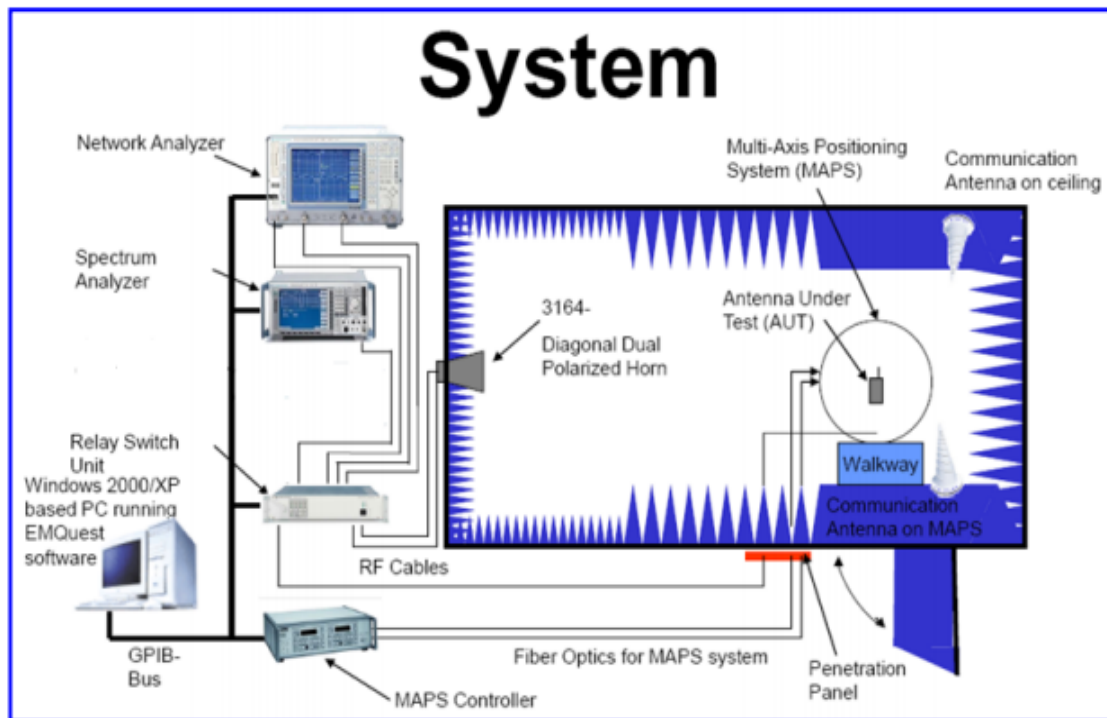 System
Network Analyzer
Multi-Axis Positioning
System (MAPS)
Communication
Antenna on ceiling
Spectrum
Analyzer
3164-
Diagonal Dual
Polarized Horn
Antenna Under
Test (AUT)
Relay Switch
Unit
Windows 2000/XP
based PC running
EMQuest
software
Walkway
Communication
Antenna on MAPS
RF Cables
GPIB-
Bus
MAPS Controller
Fiber Optics for MAPS system
Penetration
Panel